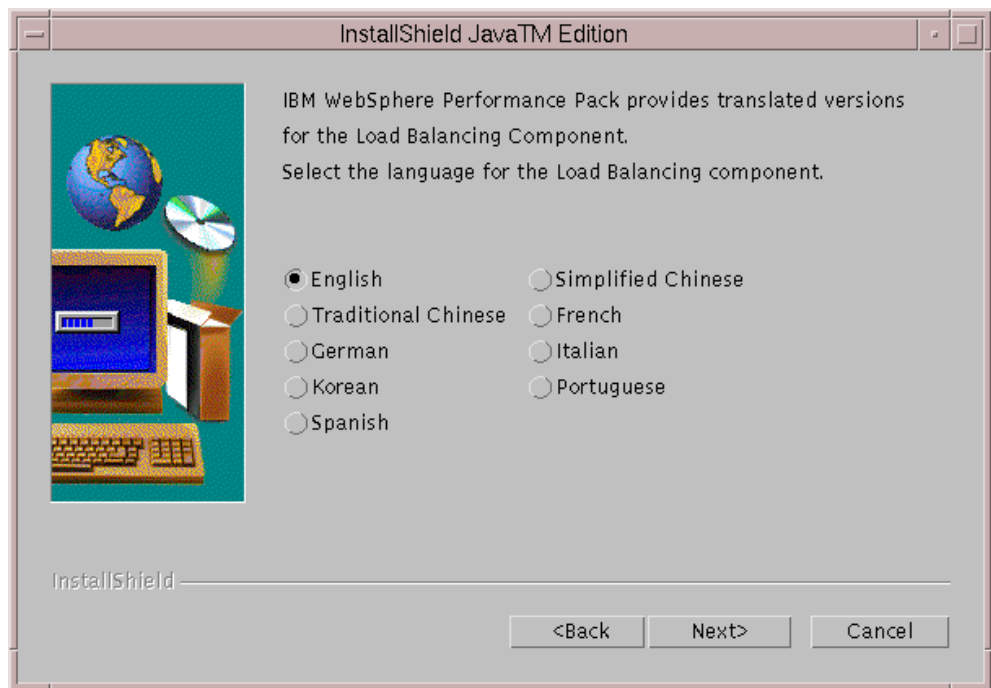 InstallShield JavaTM Edition
IBM WebSphere Performance Pack provides translated versions
for the Load Balancing Component.
Select the language for the Load Balancing component.
English
Simplified Chinese
Traditional Chinese
French
German
Italian
Korean
Portuguese
Spanish
InstallShield
<Back
Next>
Cancel